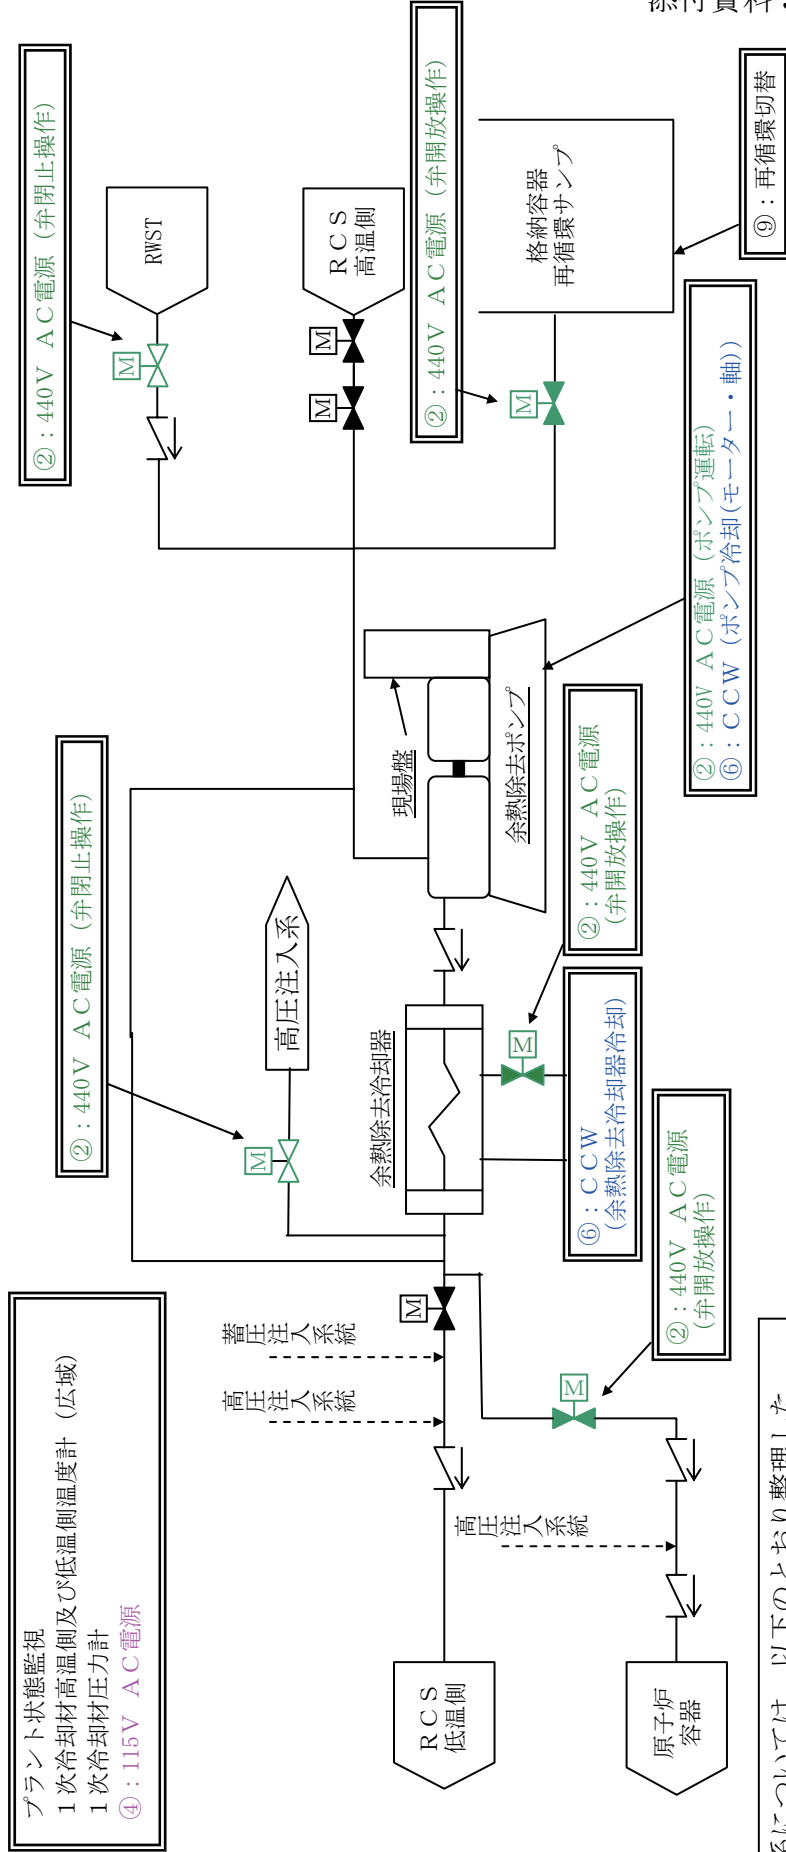 プラント状態監視
１次冷却材高温側及び低温側温度計（広域）
１次冷却材圧力計
④：115V AC電源
②：440V AC電源（弁閉止操作）
②：440V AC電源（弁閉止操作）
RWST
M
M
M
RCS
高温側
②：440V AC電源（弁開放操作）
M
格納容器
再循環サンプ
⑨：再循環切替
高圧注入系
M
現場盤
余熱除去ポンプ
②：440V AC電源（ポンプ運転）
⑥：CCW（ポンプ冷却(モーター・軸)）
余熱除去冷却器
M
②：440V AC電源
（弁開放操作）
⑥：CCW
（余熱除去冷却器冷却）
M
蓄圧注入系統
高圧注入系統
M
②：440V AC電源
（弁開放操作）
高圧注入系統
RCS
低温側
原子炉
容器